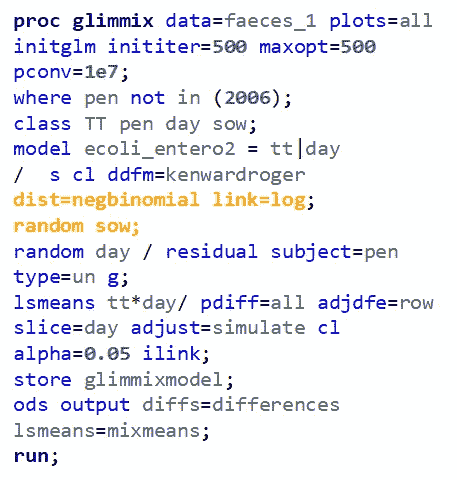 proc glimmix data=faeces_1 plots=all
initglm inititer=500 maxopt=500
pconv=1e7;
where pen not in (2006);
class TT pen day sow;
model ecoli_entero2 = tt|day
/ s cl ddfm=kenwardroger
dist=negbinomial link=log;
random sow;
random day / residual subject=pen
type=un g;
lsmeans tt*day/ pdiff=all adjdfe=row
slice=day adjust=simulate cl
alpha=0.05 ilink;
store glimmixmodel;
ods output diffs=differences
lsmeans=mixmeans;
run;